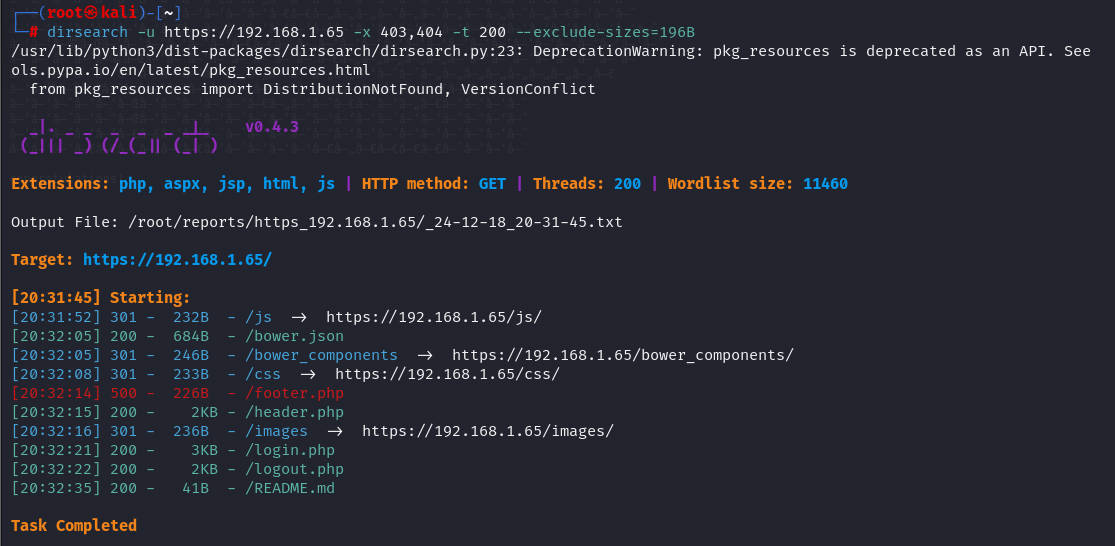 ┌──(root㉿kali)-[~]
└─# dirsearch -u https://192.168.1.65 -x 403,404 -t 200 --exclude-sizes=196B
/usr/lib/python3/dist-packages/dirsearch/dirsearch.py:23: DeprecationWarning: pkg_resources is deprecated as an API. See
ols.pypa.io/en/latest/pkg_resources.html
  from pkg_resources import DistributionNotFound, VersionConflict

  _|. _ _  _  _  _ _|_    v0.4.3
 (_||| _) (/_(_|| (_| )

Extensions: php, aspx, jsp, html, js | HTTP method: GET | Threads: 200 | Wordlist size: 11460

Output File: /root/reports/https_192.168.1.65/_24-12-18_20-31-45.txt

Target: https://192.168.1.65/

[20:31:45] Starting:
[20:31:52] 301 -  232B  - /js  ->  https://192.168.1.65/js/
[20:32:05] 200 -  684B  - /bower.json
[20:32:05] 301 -  246B  - /bower_components  ->  https://192.168.1.65/bower_components/
[20:32:08] 301 -  233B  - /css  ->  https://192.168.1.65/css/
[20:32:14] 500 -  226B  - /footer.php
[20:32:15] 200 -    2KB - /header.php
[20:32:16] 301 -  236B  - /images  ->  https://192.168.1.65/images/
[20:32:21] 200 -    3KB - /login.php
[20:32:22] 200 -    2KB - /logout.php
[20:32:35] 200 -   41B  - /README.md

Task Completed